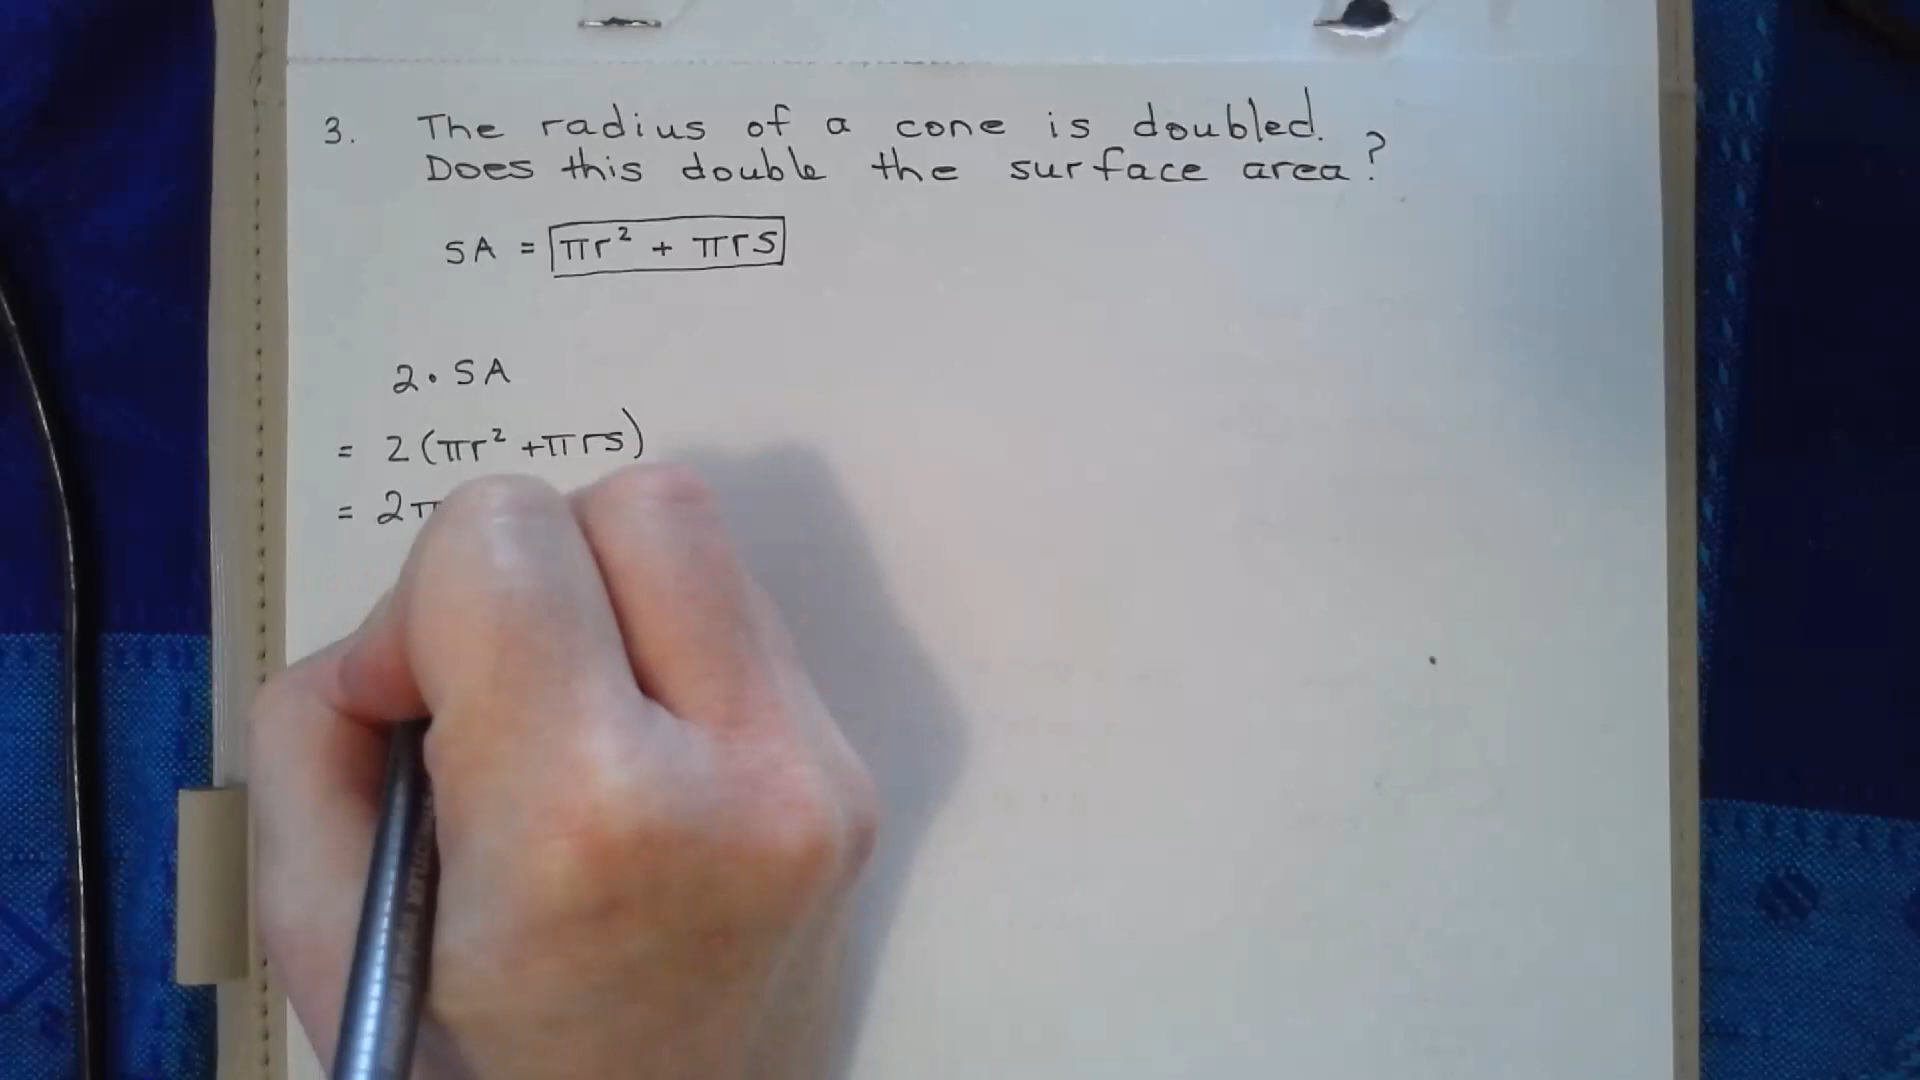 3. The radius of a cone is doubled.
Does this double the surface area?
SA = πr² + πrs
2 · SA
= 2(πr² + πrs)
= 2π